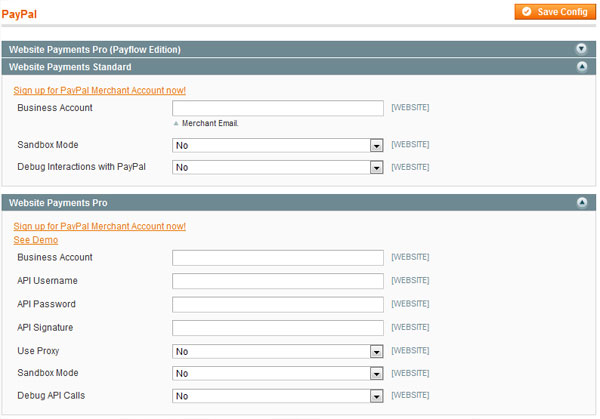 PayPal
Save Config
Website Payments Pro (Payflow Edition)
Website Payments Standard
Sign up for PayPal Merchant Account now!
Business Account [WEBSITE]
Merchant Email.
Sandbox Mode No [WEBSITE]
Debug Interactions with PayPal No [WEBSITE]
Website Payments Pro
Sign up for PayPal Merchant Account now!
See Demo
Business Account [WEBSITE]
API Username [WEBSITE]
API Password [WEBSITE]
API Signature [WEBSITE]
Use Proxy No [WEBSITE]
Sandbox Mode No [WEBSITE]
Debug API Calls No [WEBSITE]